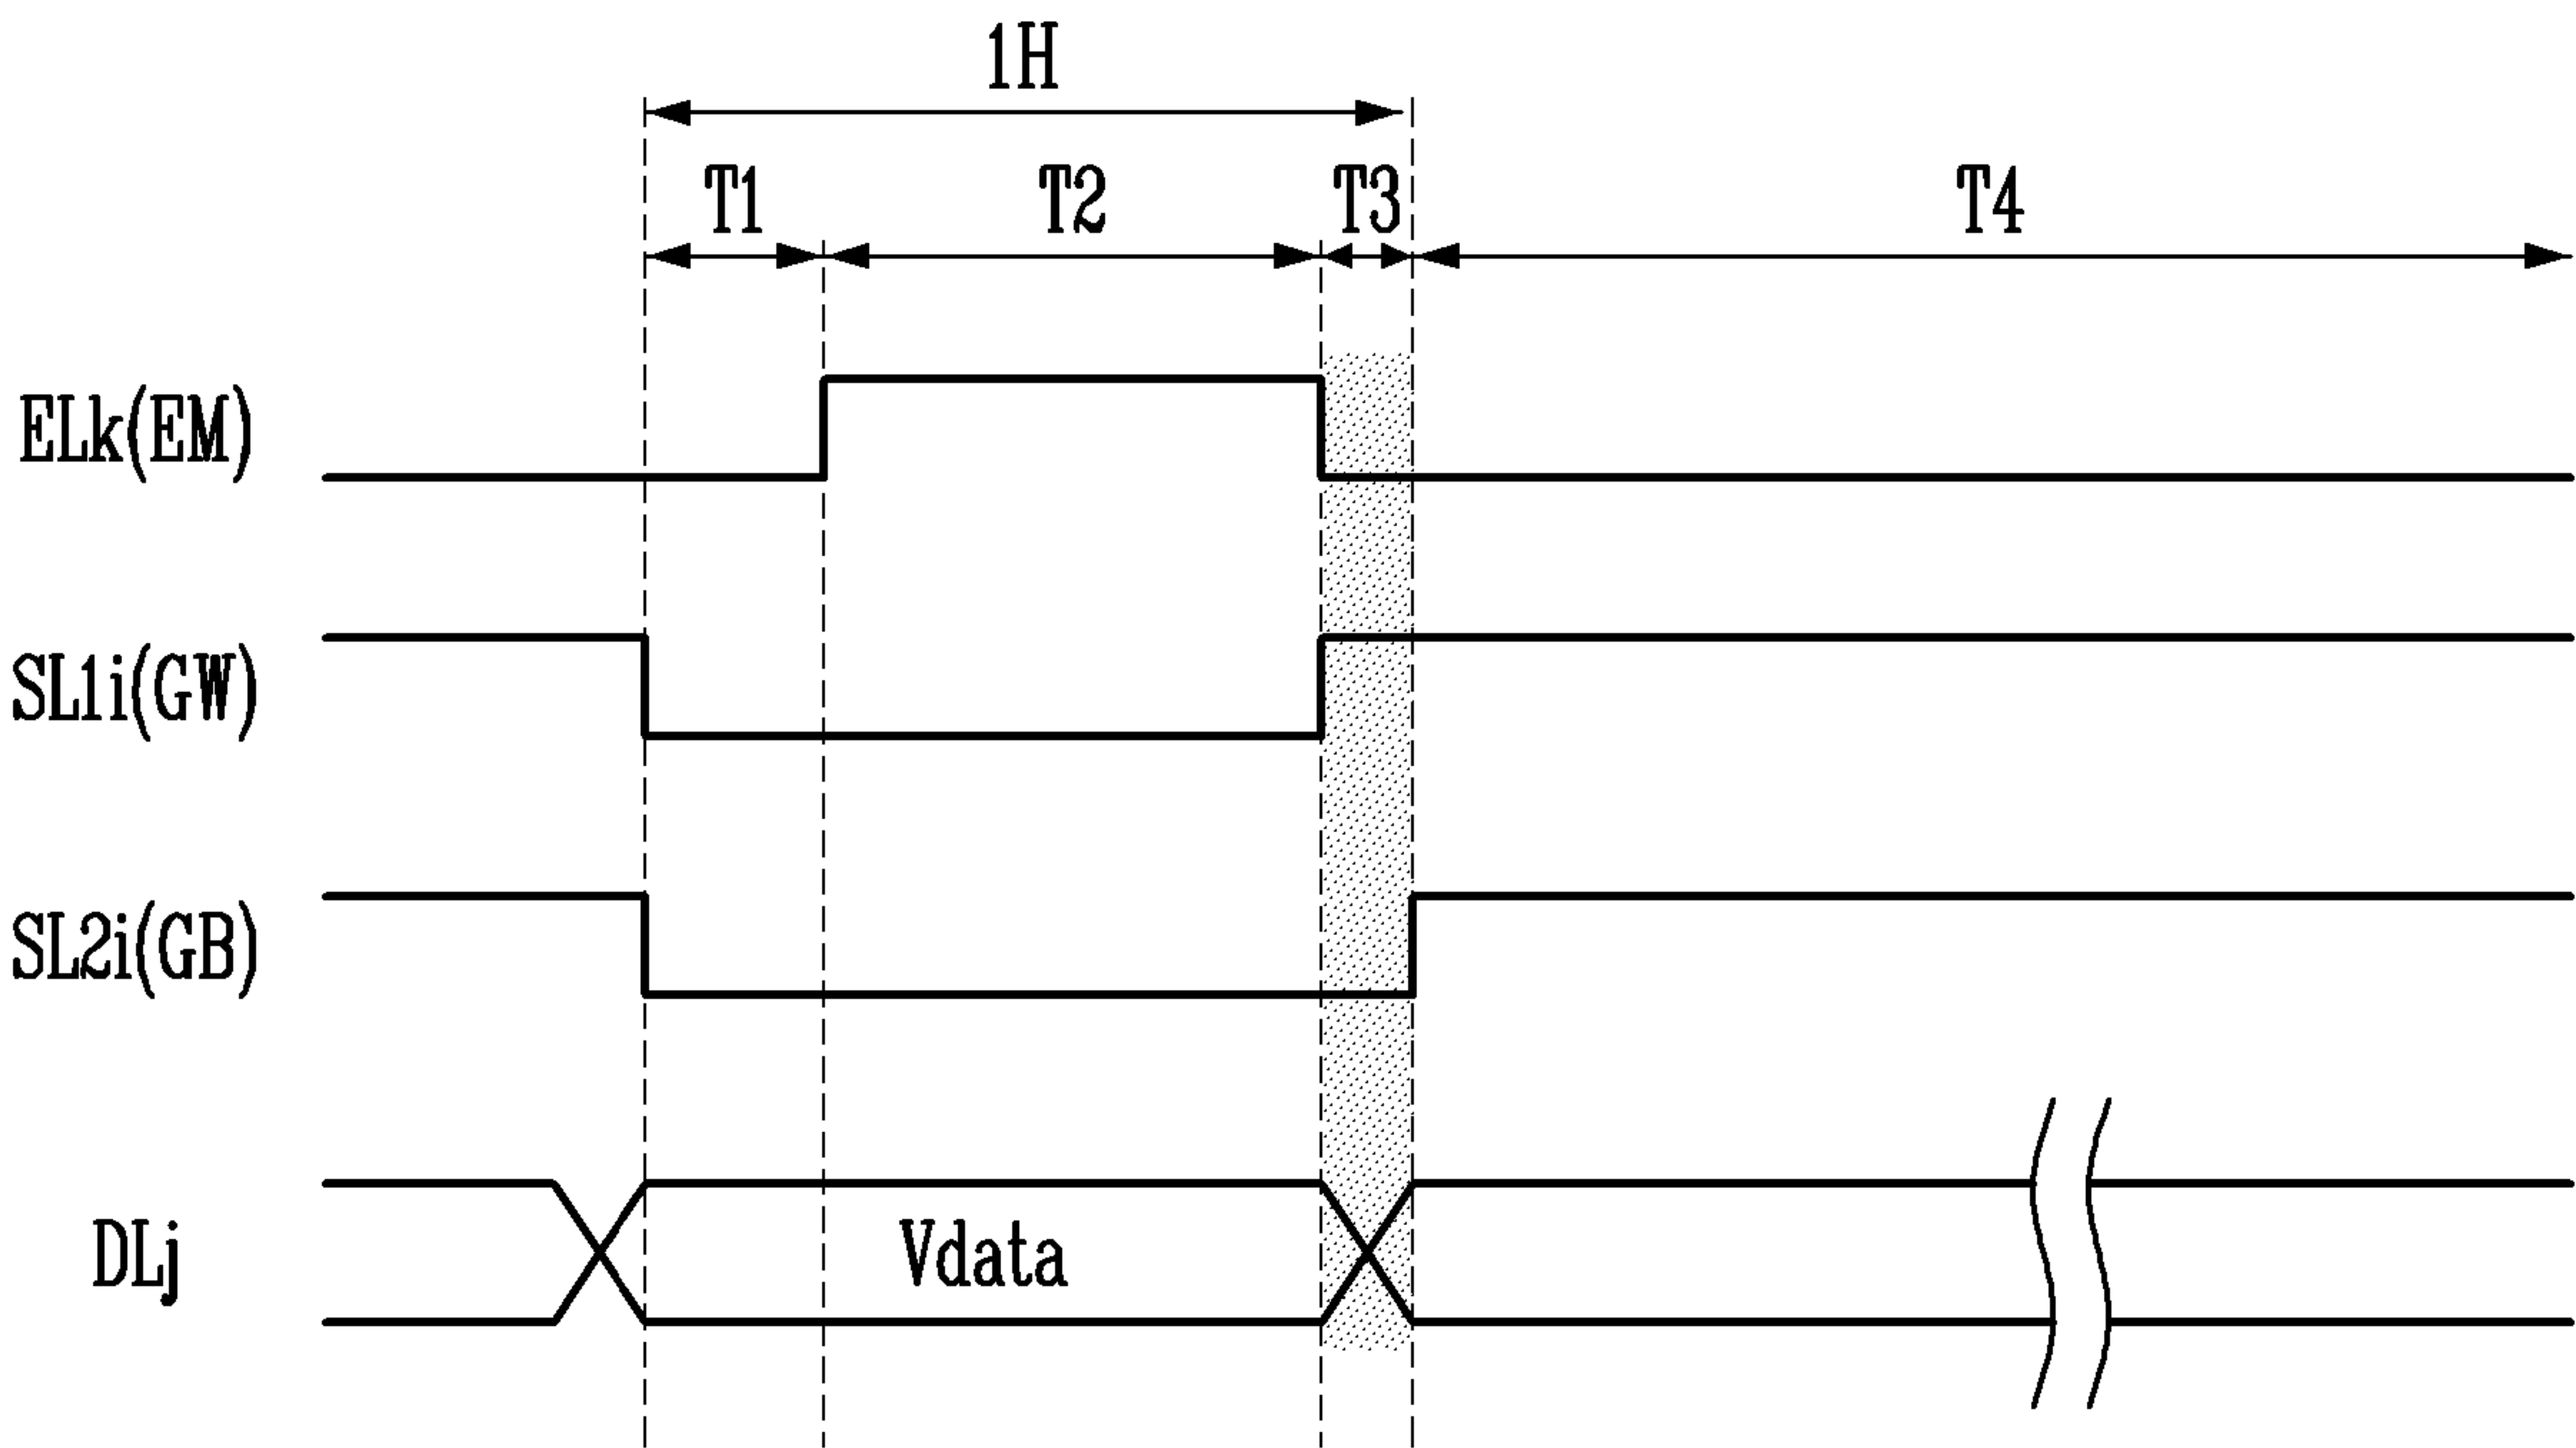 1H
T1 T2 T3 T4
ELk(EM)
SL1i(GW)
SL2i(GB)
DLj Vdata